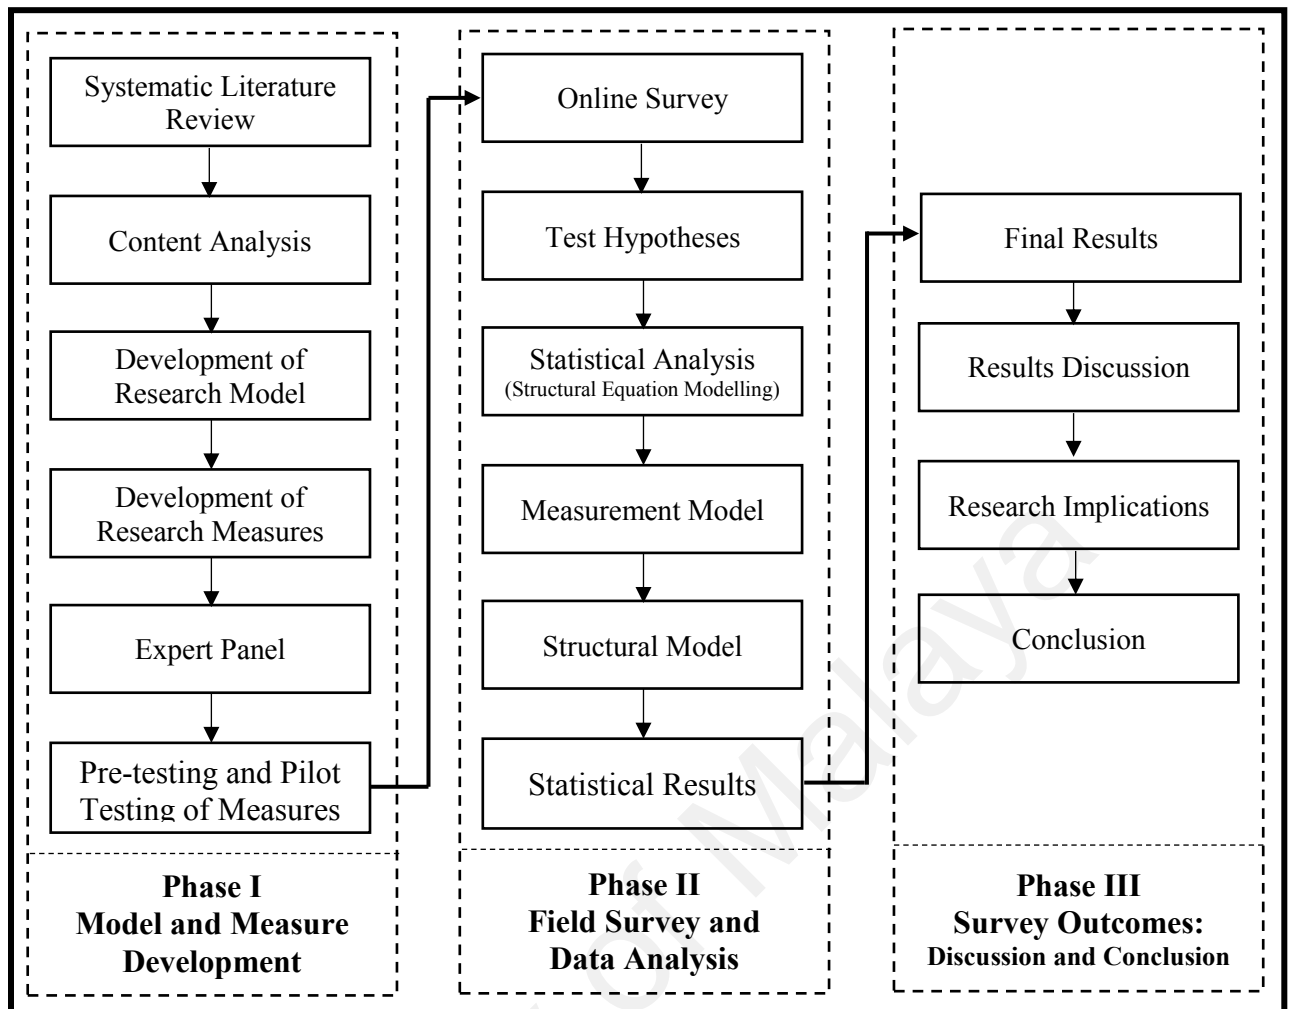 Systematic Literature
Review
Content Analysis
Development of
Research Model
Development of
Research Measures
Expert Panel
Pre-testing and Pilot
Testing of Measures
Phase I
Model and Measure
Development
Online Survey
Test Hypotheses
Statistical Analysis
(Structural Equation Modelling)
Measurement Model
Structural Model
Statistical Results
Phase II
Field Survey and
Data Analysis
Final Results
Results Discussion
Research Implications
Conclusion
Phase III
Survey Outcomes:
Discussion and Conclusion
of Malaya